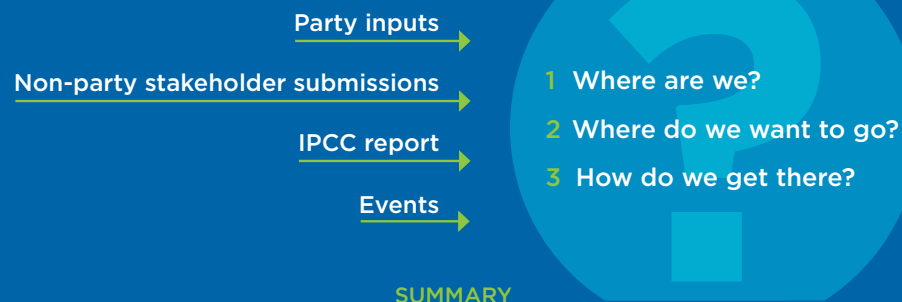 Party inputs
Non-party stakeholder submissions
IPCC report
Events
1 Where are we?
2 Where do we want to go?
3 How do we get there?
SUMMARY